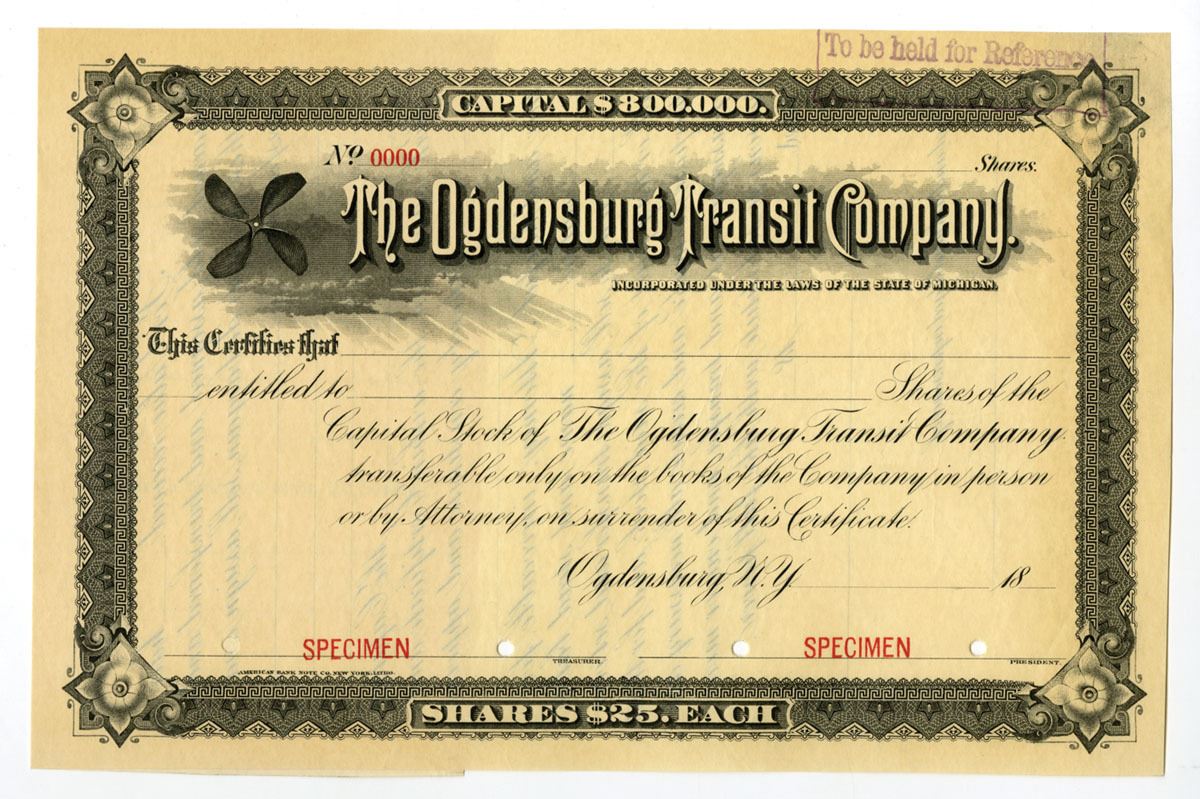 To be held for Reference
CAPITAL $300.000.
No. 0000
Shares.
The Ogdensburg Transit Company.
INCORPORATED UNDER THE LAWS OF THE STATE OF MICHIGAN.
This Certifies that
entitled to Shares of the
Capital Stock of The Ogdensburg Transit Company
transferable only on the books of the Company in person
or by Attorney, on surrender of this Certificate.
Ogdensburg, N.Y. 18
SPECIMEN SPECIMEN
TREASURER. PRESIDENT.
AMERICAN BANK NOTE CO. NEW YORK. LITHO.
SHARES $25. EACH